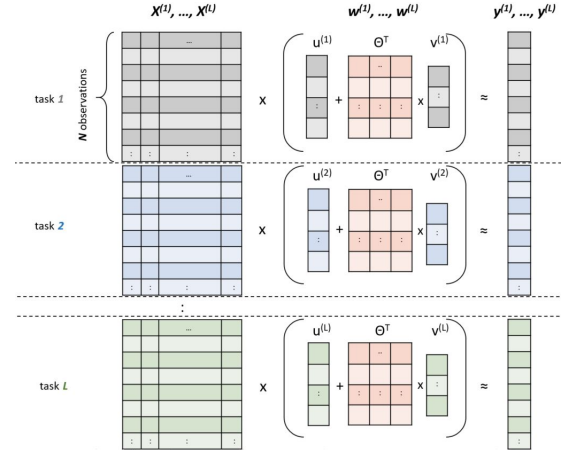 X(1), ..., X(L) w(1), ..., w(L) y(1), ..., y(L)
u(1) ΘT v(1)
... ..
task 1 N observations x : + : : : x : ≈
: : : : :
u(2) ΘT v(2)
... ..
task 2 x : + : : : x : ≈
: : : : :
:
u(L) ΘT v(L)
... ..
task L x : + : : : x : ≈
: : : : :